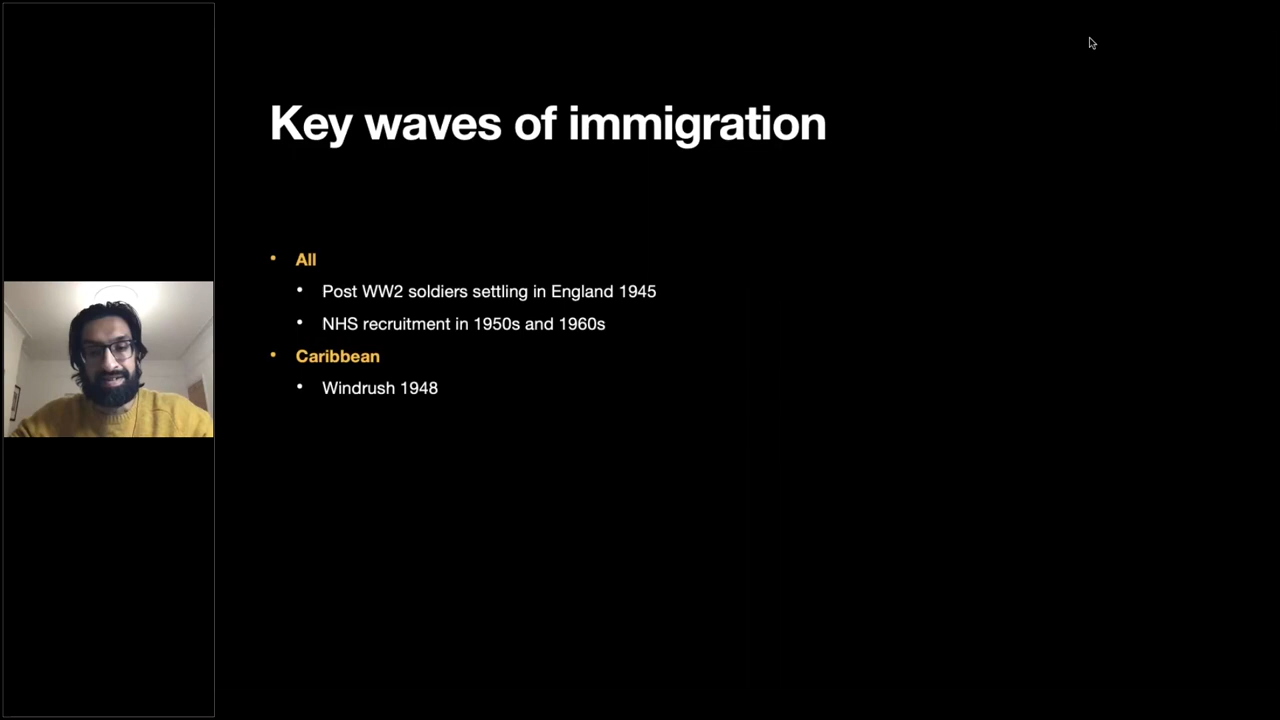 Key waves of immigration
• All
• Post WW2 soldiers settling in England 1945
• NHS recruitment in 1950s and 1960s
• Caribbean
• Windrush 1948